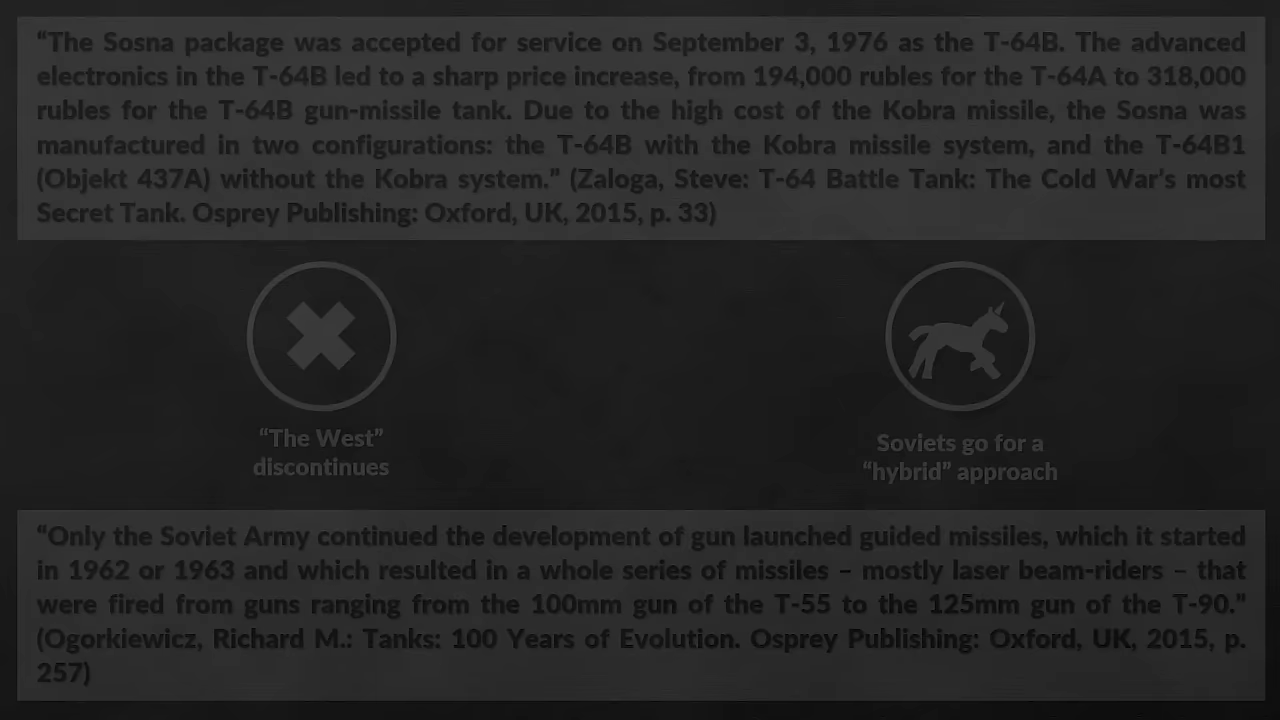 “The Sosna package was accepted for service on September 3, 1976 as the T-64B. The advanced
electronics in the T-64B led to a sharp price increase, from 194,000 rubles for the T-64A to 318,000
rubles for the T-64B gun-missile tank. Due to the high cost of the Kobra missile, the Sosna was
manufactured in two configurations: the T-64B with the Kobra missile system, and the T-64B1
(Objekt 437A) without the Kobra system.” (Zaloga, Steve: T-64 Battle Tank: The Cold War’s most
Secret Tank. Osprey Publishing: Oxford, UK, 2015, p. 33)
“The West”
discontinues
Soviets go for a
“hybrid” approach
“Only the Soviet Army continued the development of gun launched guided missiles, which it started
in 1962 or 1963 and which resulted in a whole series of missiles – mostly laser beam-riders – that
were fired from guns ranging from the 100mm gun of the T-55 to the 125mm gun of the T-90.”
(Ogorkiewicz, Richard M.: Tanks: 100 Years of Evolution. Osprey Publishing: Oxford, UK, 2015, p.
257)